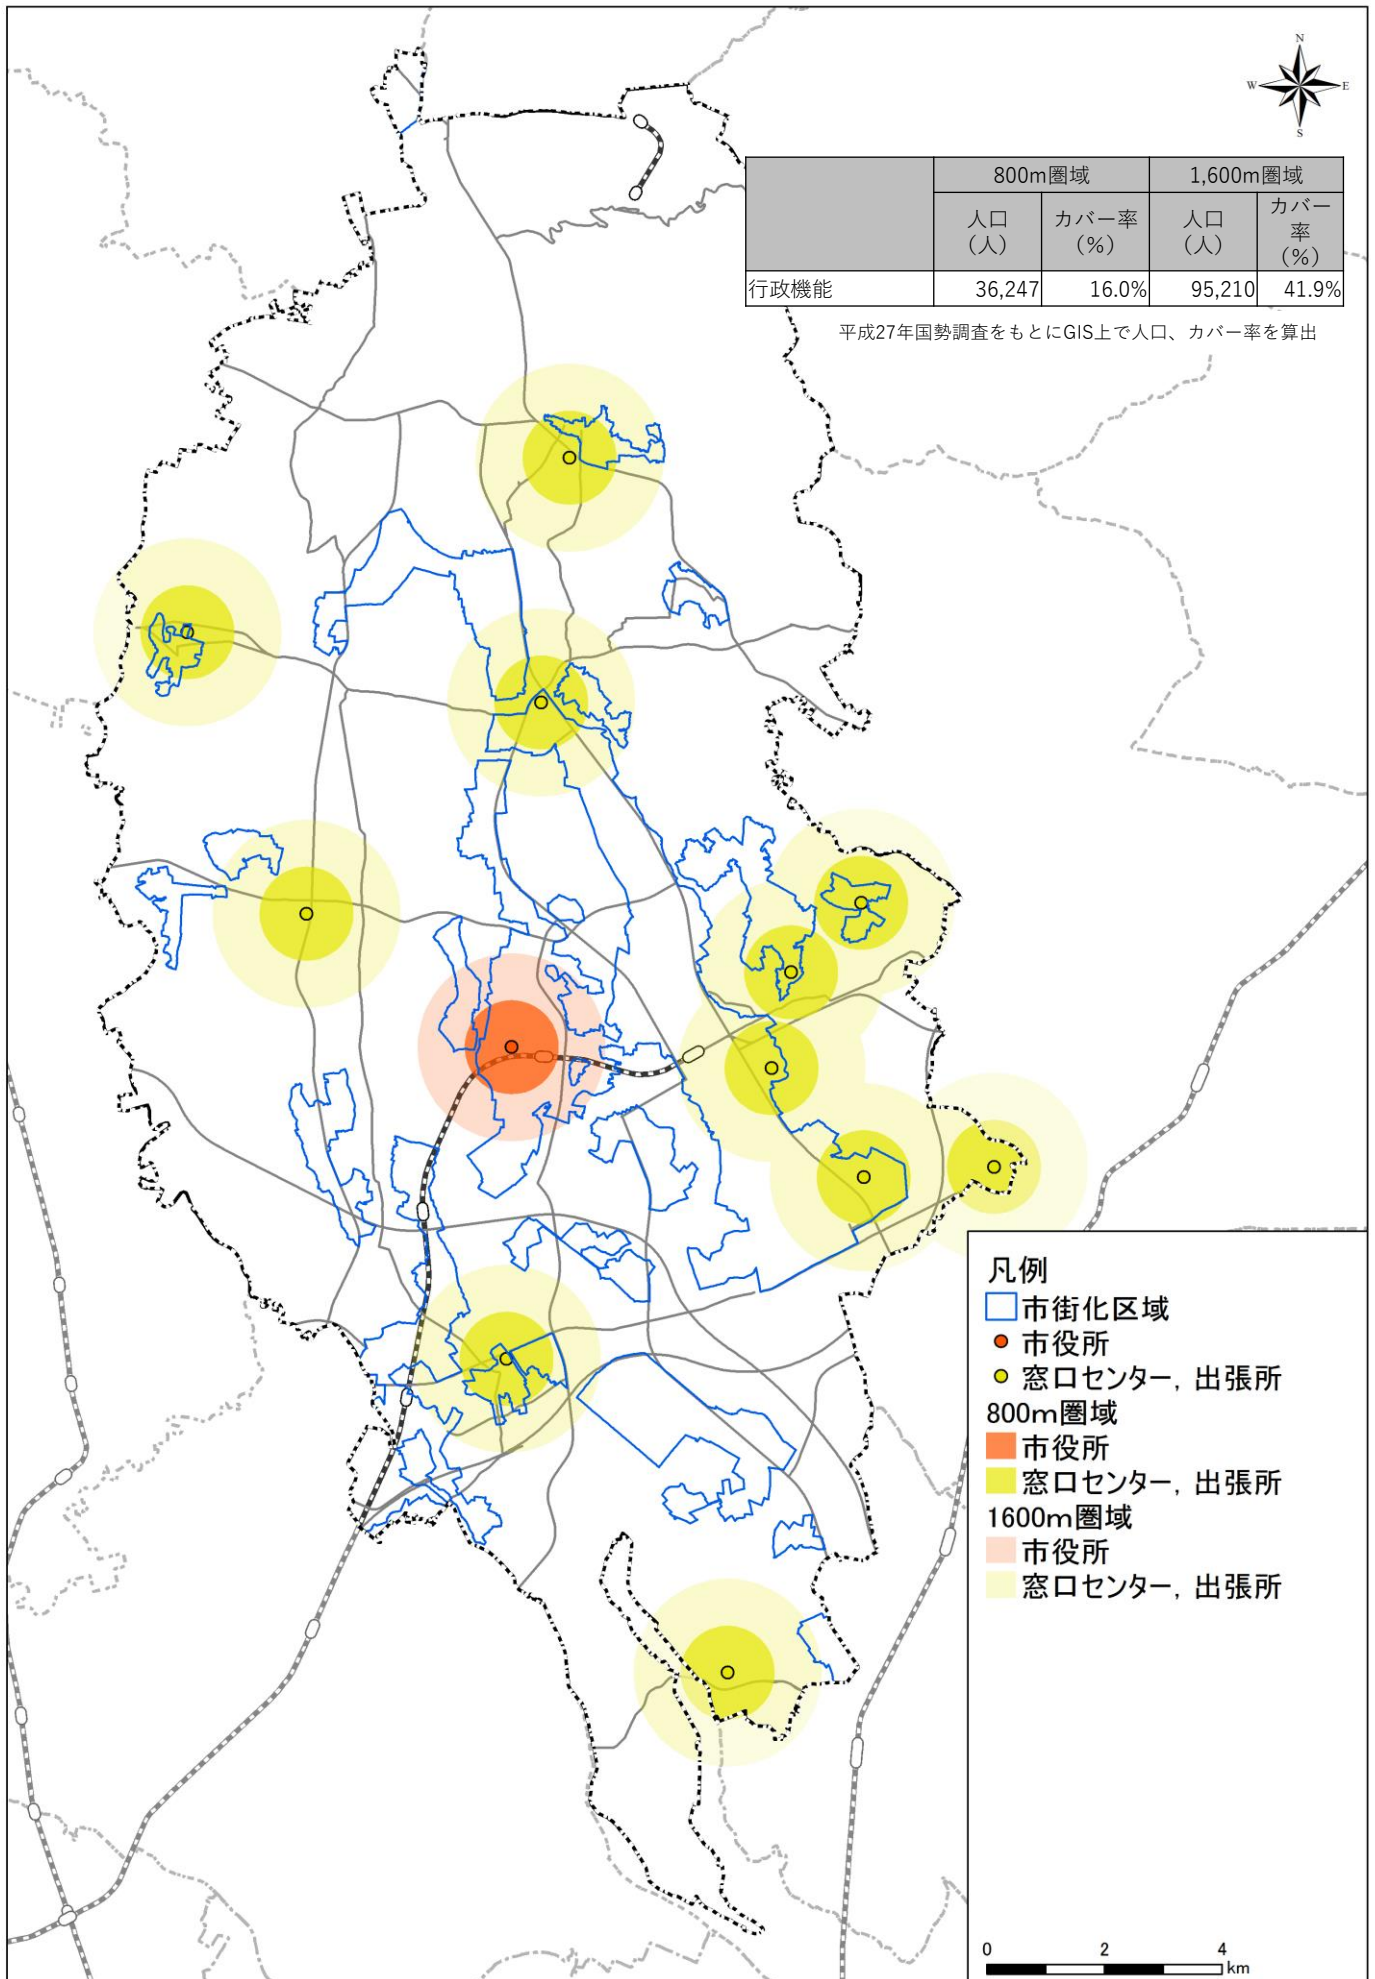 N
W
E
S
800m圏域
1,600m圏域
人口
(人)
カバー率
(%)
人口
(人)
カバー
率
(%)
行政機能
36,247
16.0%
95,210
41.9%
平成27年国勢調査をもとにGIS上で人口、カバー率を算出
凡例
市街化区域
市役所
窓口センター, 出張所
800m圏域
市役所
窓口センター, 出張所
1600m圏域
市役所
窓口センター, 出張所
0 2 4
km